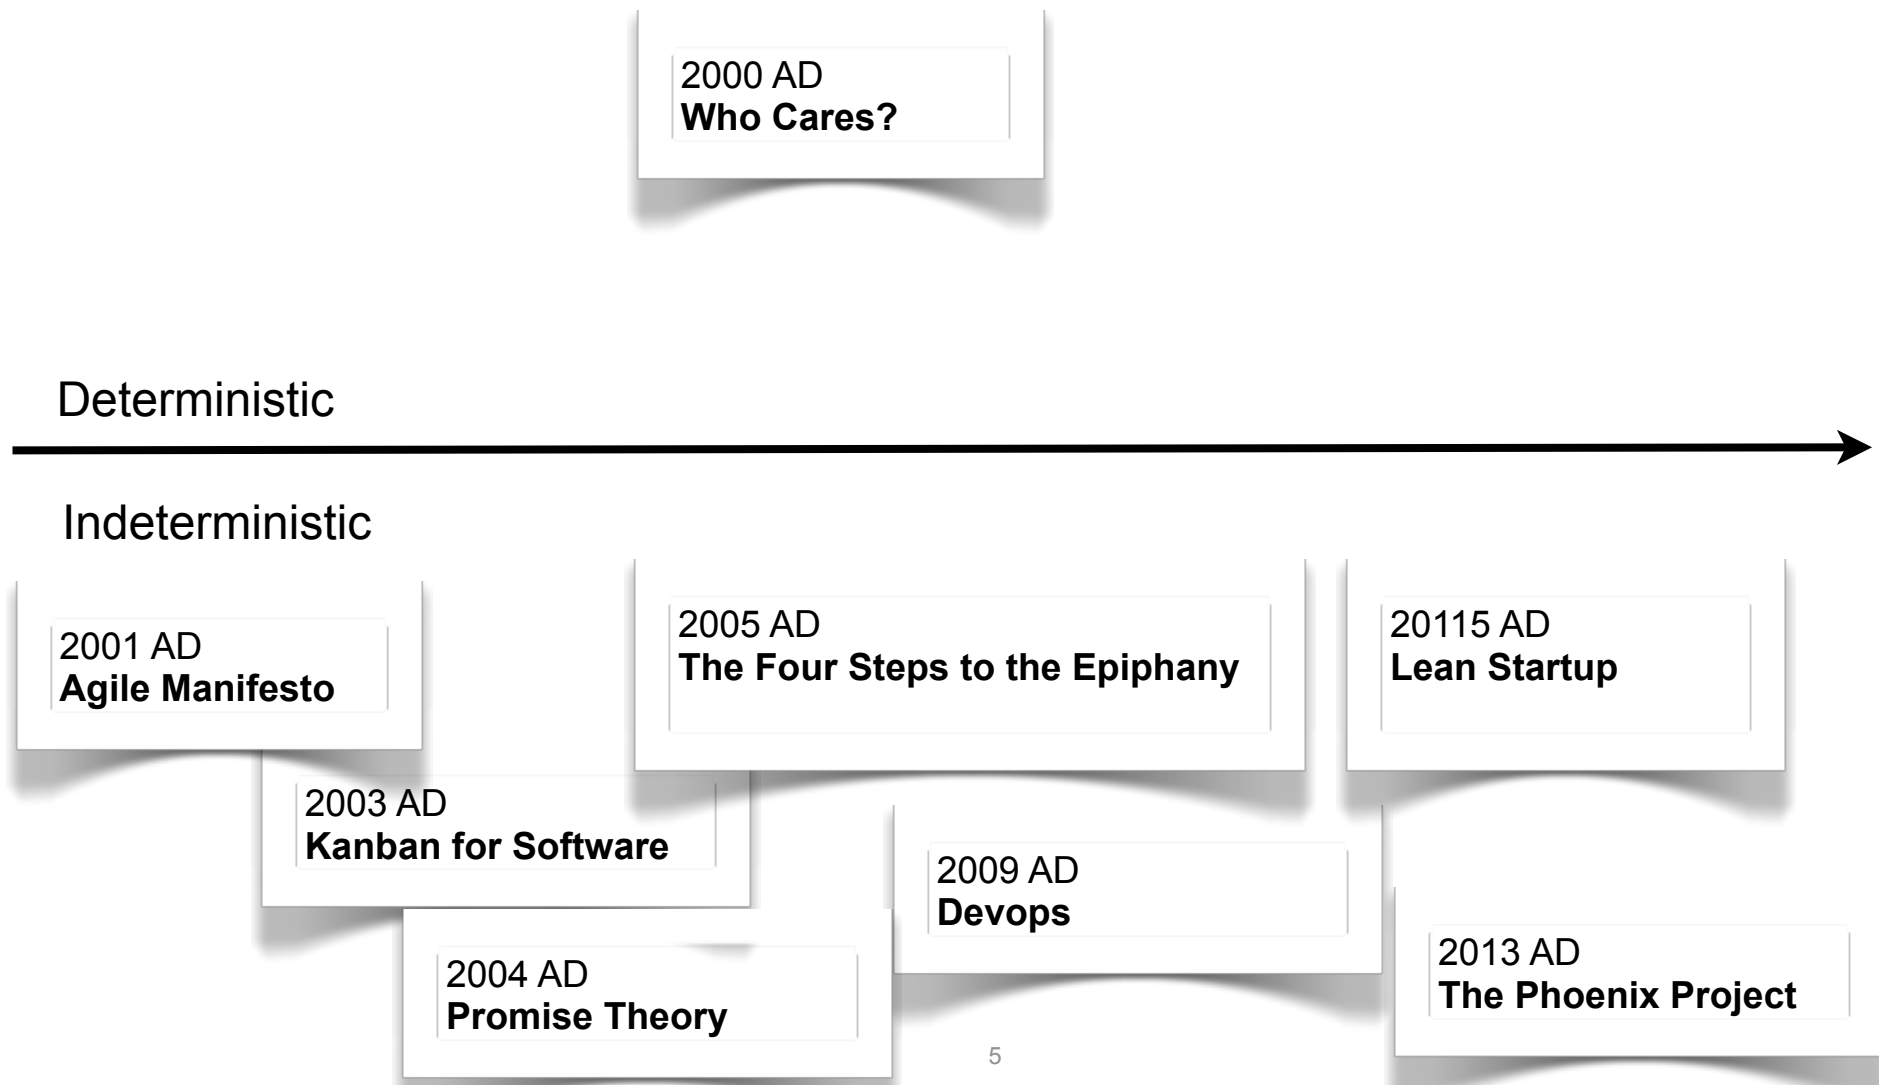 2000 AD
Who Cares?
Deterministic
Indeterministic
2001 AD
Agile Manifesto
2003 AD
Kanban for Software
2004 AD
Promise Theory
2005 AD
The Four Steps to the Epiphany
2009 AD
Devops
20115 AD
Lean Startup
2013 AD
The Phoenix Project
5